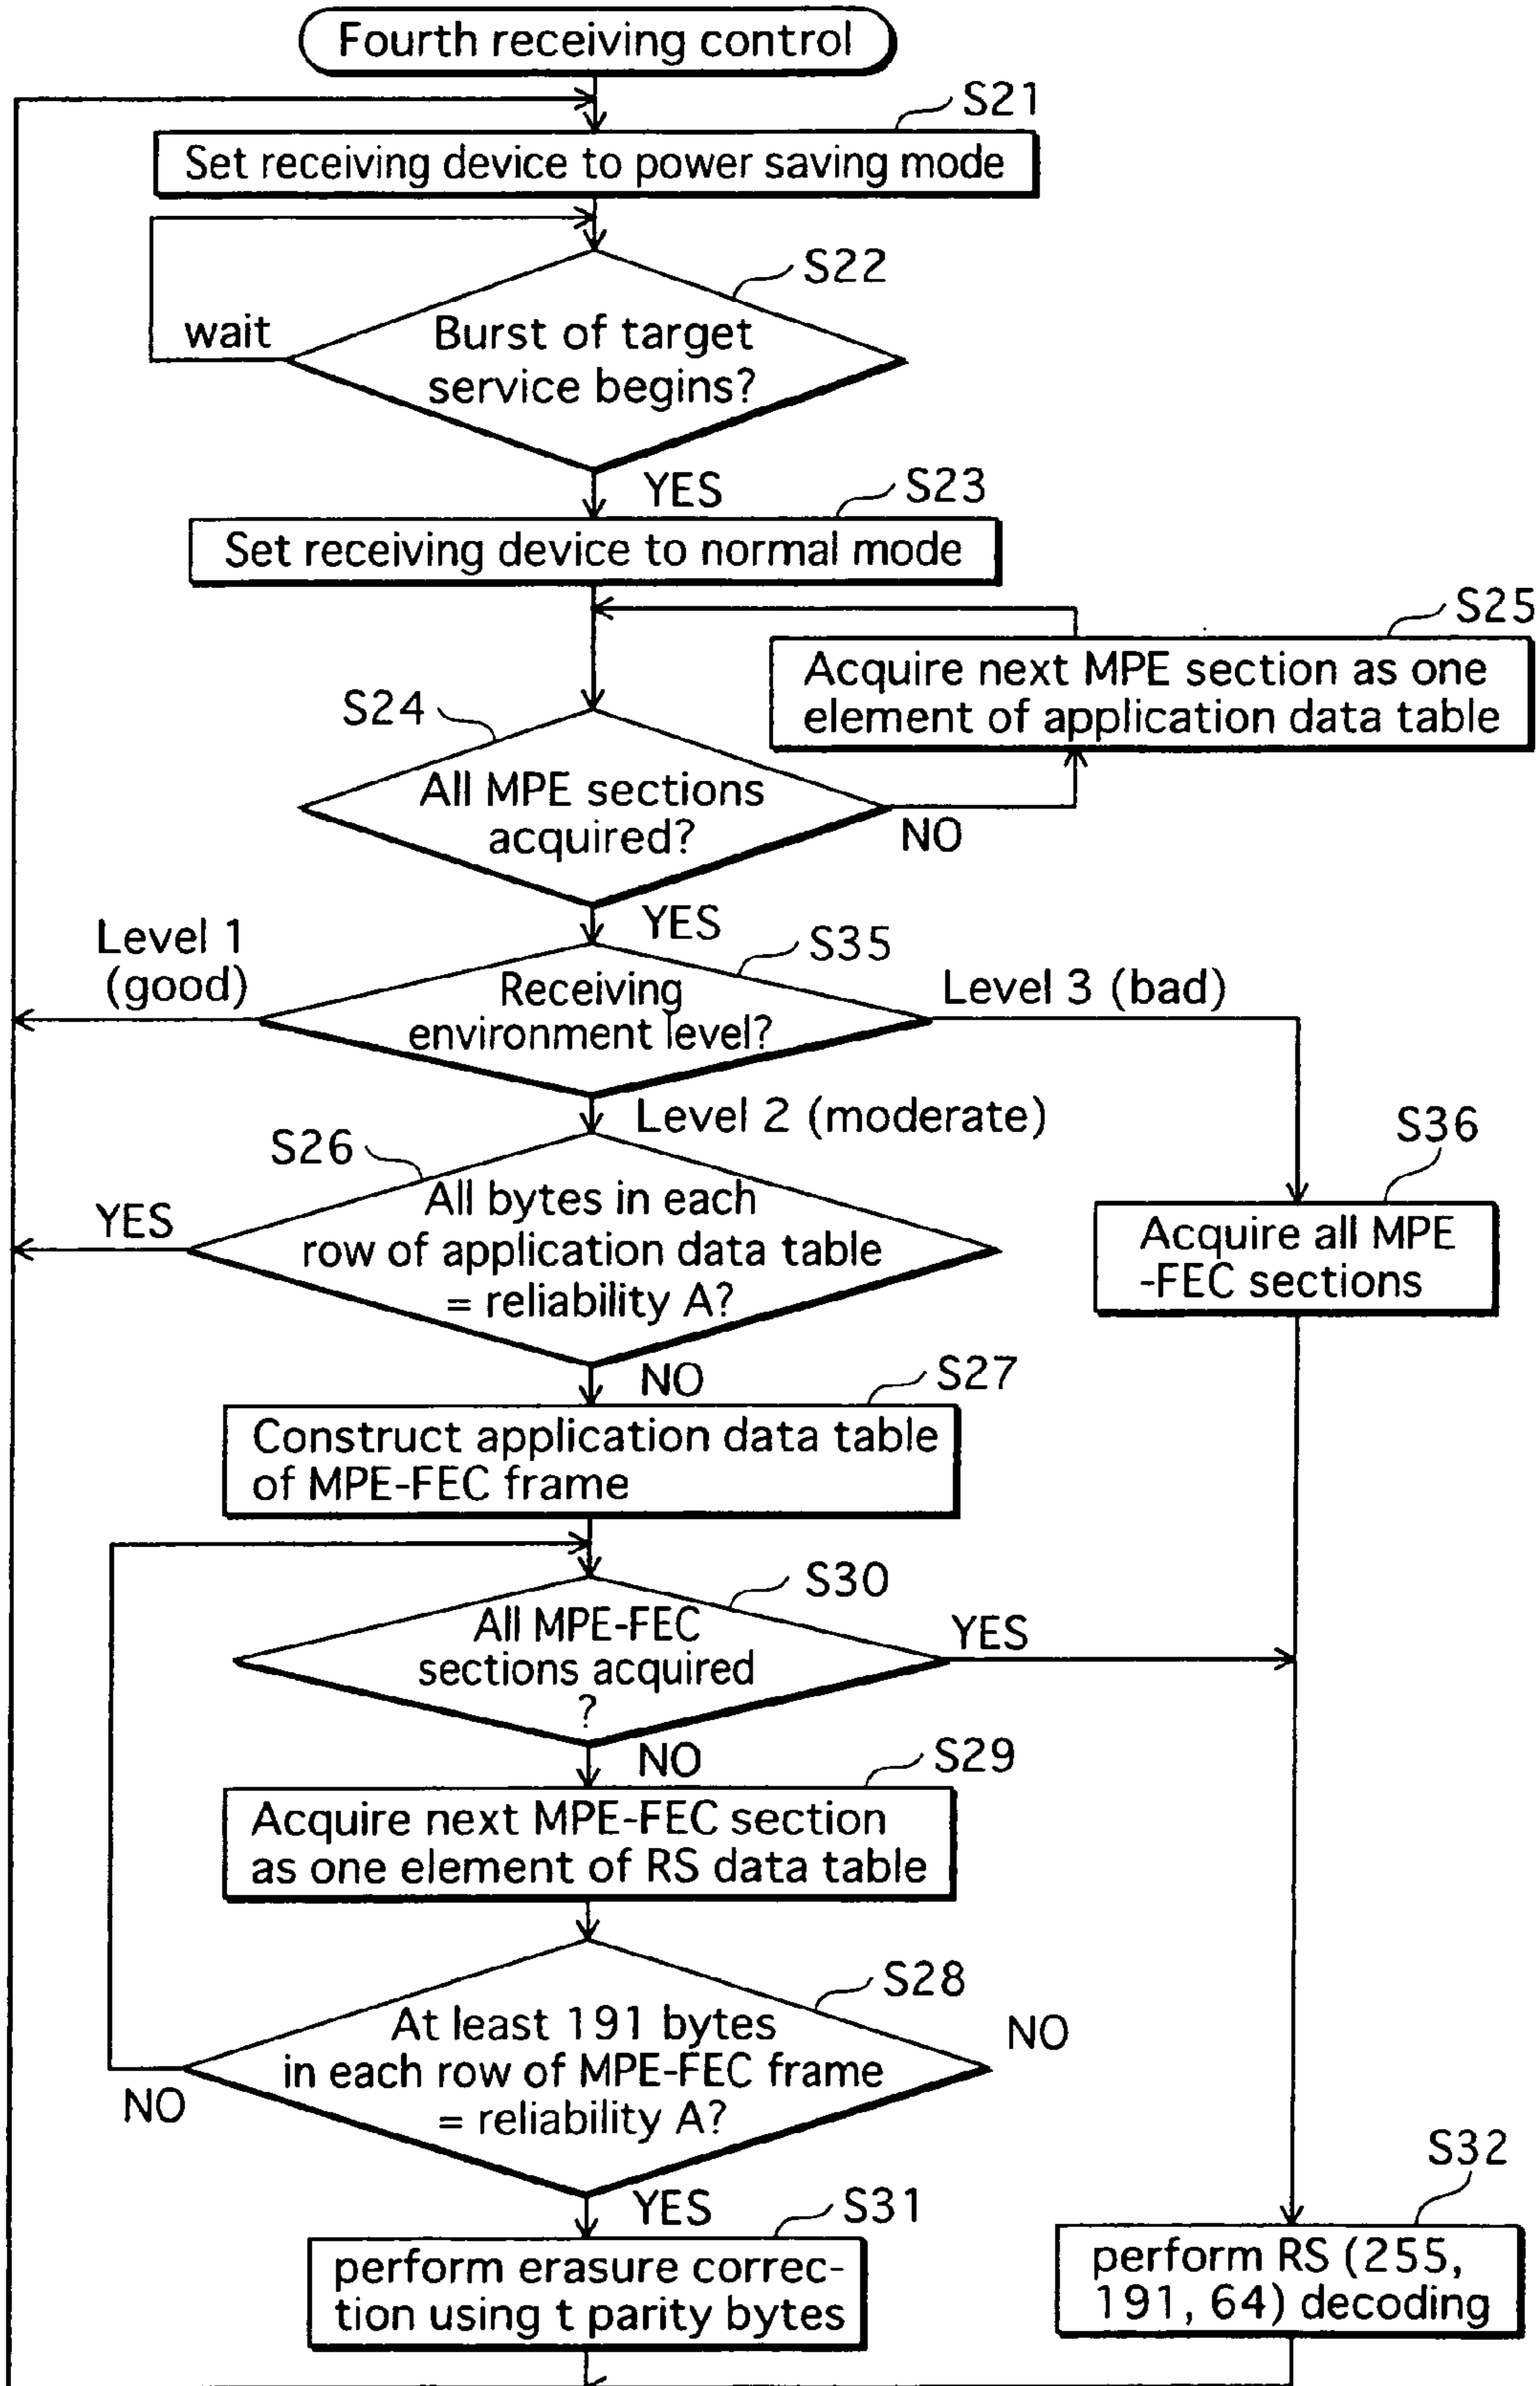 Fourth receiving control
S21
Set receiving device to power saving mode
S22
wait
Burst of target
service begins?
YES
S23
Set receiving device to normal mode
S25
Acquire next MPE section as one
element of application data table
S24
All MPE sections
acquired?
NO
YES
Level 1
(good)
S35
Receiving
environment level?
Level 3 (bad)
Level 2 (moderate)
S36
Acquire all MPE
-FEC sections
S26
YES
All bytes in each
row of application data table
= reliability A?
NO
S27
Construct application data table
of MPE-FEC frame
S30
All MPE-FEC
sections acquired
?
YES
NO
S29
Acquire next MPE-FEC section
as one element of RS data table
S28
At least 191 bytes
in each row of MPE-FEC frame
= reliability A?
NO
NO
YES
S31
perform erasure correc-
tion using t parity bytes
S32
perform RS (255,
191, 64) decoding